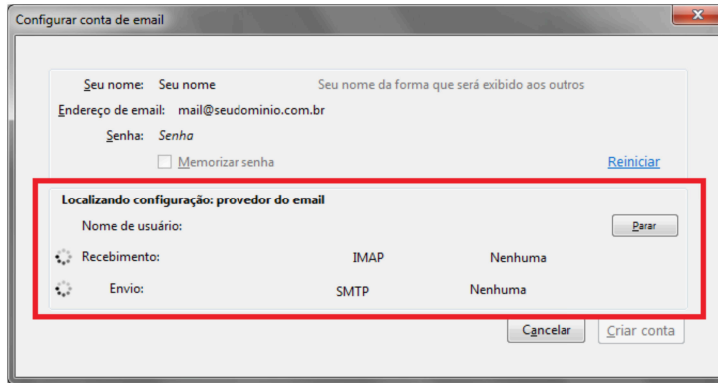 Configurar conta de email
Seu nome: Seu nome Seu nome da forma que será exibido aos outros
Endereço de email: mail@seudominio.com.br
Senha: Senha
Memorizar senha Reiniciar
Localizando configuração: provedor do email
Nome de usuário: Parar
Recebimento: IMAP Nenhuma
Envio: SMTP Nenhuma
Cancelar Criar conta